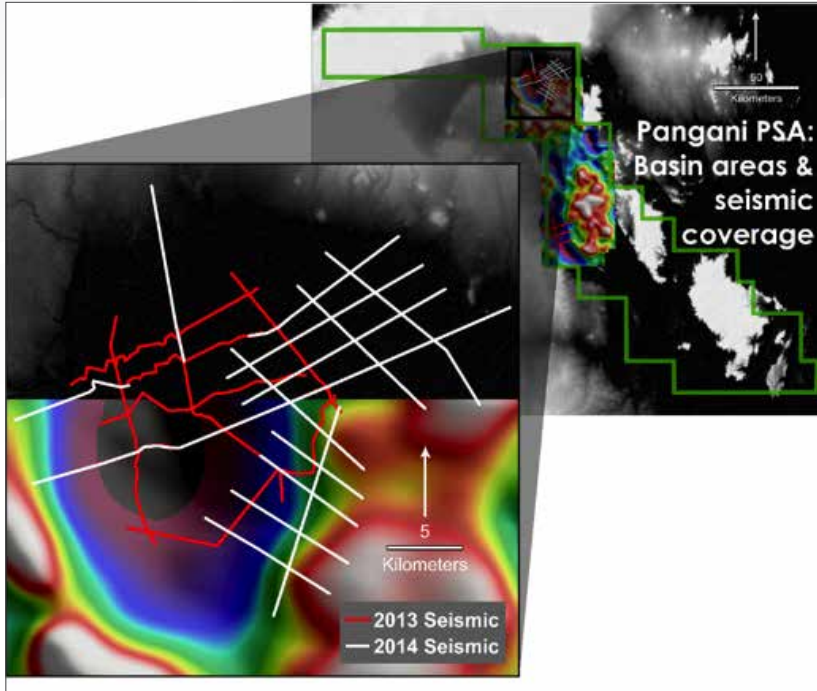 50
Kilometers
Pangani PSA:
Basin areas &
seismic
coverage
5
Kilometers
2013 Seismic
2014 Seismic